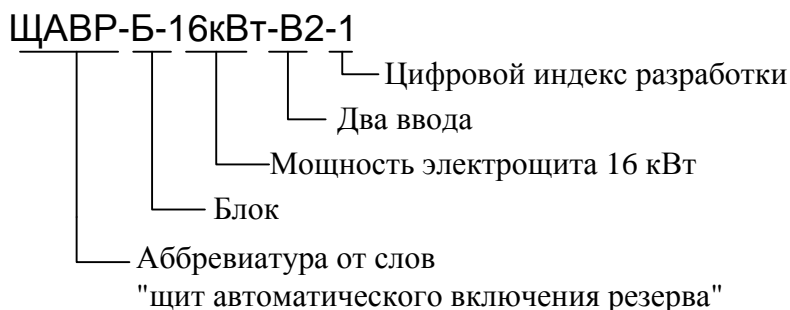 ЩАВР-Б-16кВт-В2-1
Цифровой индекс разработки
Два ввода
Мощность электрощита 16 кВт
Блок
Аббревиатура от слов
"щит автоматического включения резерва"